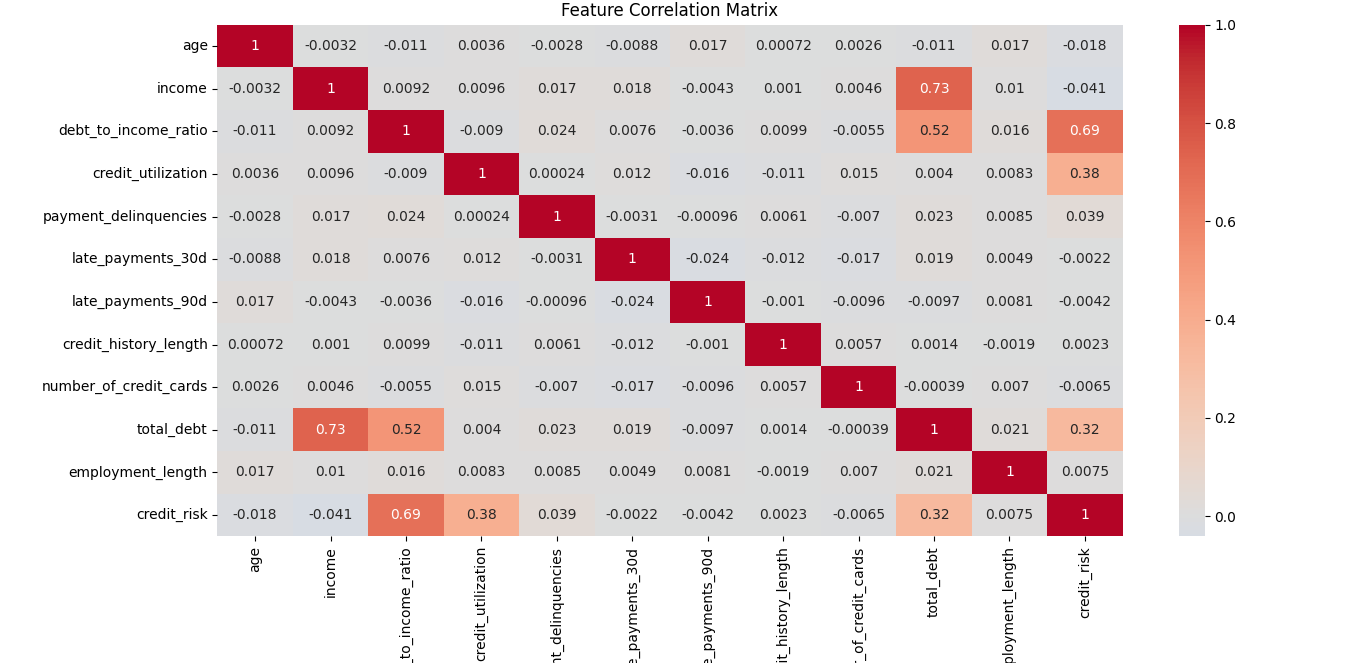 Feature Correlation Matrix
age 1 -0.0032 -0.011 0.0036 -0.0028 -0.0088 0.017 0.00072 0.0026 -0.011 0.017 -0.018
income -0.0032 1 0.0092 0.0096 0.017 0.018 -0.0043 0.001 0.0046 0.73 0.01 -0.041
debt_to_income_ratio -0.011 0.0092 1 -0.009 0.024 0.0076 -0.0036 0.0099 -0.0055 0.52 0.016 0.69
credit_utilization 0.0036 0.0096 -0.009 1 0.00024 0.012 -0.016 -0.011 0.015 0.004 0.0083 0.38
payment_delinquencies -0.0028 0.017 0.024 0.00024 1 -0.0031 -0.00096 0.0061 -0.007 0.023 0.0085 0.039
late_payments_30d -0.0088 0.018 0.0076 0.012 -0.0031 1 -0.024 -0.012 -0.017 0.019 0.0049 -0.0022
late_payments_90d 0.017 -0.0043 -0.0036 -0.016 -0.00096 -0.024 1 -0.001 -0.0096 -0.0097 0.0081 -0.0042
credit_history_length 0.00072 0.001 0.0099 -0.011 0.0061 -0.012 -0.001 1 0.0057 0.0014 -0.0019 0.0023
number_of_credit_cards 0.0026 0.0046 -0.0055 0.015 -0.007 -0.017 -0.0096 0.0057 1 -0.00039 0.007 -0.0065
total_debt -0.011 0.73 0.52 0.004 0.023 0.019 -0.0097 0.0014 -0.00039 1 0.021 0.32
employment_length 0.017 0.01 0.016 0.0083 0.0085 0.0049 0.0081 -0.0019 0.007 0.021 1 0.0075
credit_risk -0.018 -0.041 0.69 0.38 0.039 -0.0022 -0.0042 0.0023 -0.0065 0.32 0.0075 1
age
income
_to_income_ratio
credit_utilization
nt_delinquencies
e_payments_30d
e_payments_90d
it_history_length
r_of_credit_cards
total_debt
ployment_length
credit_risk
1.0
0.8
0.6
0.4
0.2
0.0